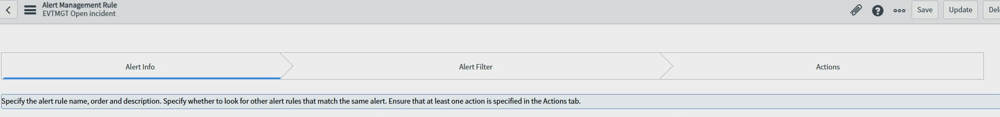 Alert Management Rule
EVTMGT Open incident
Save
Update
Alert Info
Alert Filter
Actions
Specify the alert rule name, order and description. Specify whether to look for other alert rules that match the same alert. Ensure that at least one action is specified in the Actions tab.